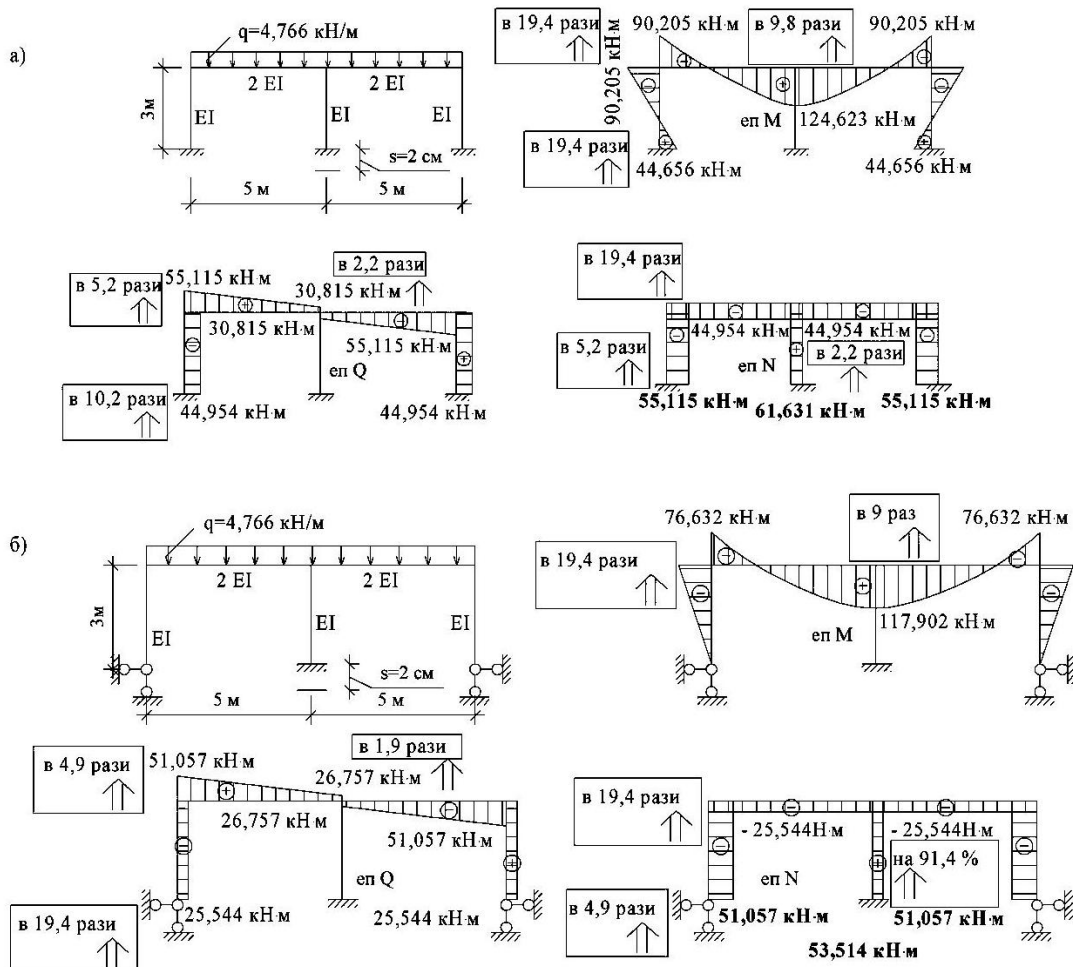 а)
q=4,766 кН/м
2 EI
2 EI
3м
EI
EI
EI
s=2 см
5 м
5 м
в 19,4 рази
90,205 кН·м
в 9,8 рази
90,205 кН·м
90,205 кН·м
еп М
124,623 кН·м
в 19,4 рази
44,656 кН·м
44,656 кН·м
в 5,2 рази
55,115 кН·м
в 2,2 рази
30,815 кН·м
30,815 кН·м
55,115 кН·м
еп Q
в 10,2 рази
44,954 кН·м
44,954 кН·м
в 19,4 рази
44,954 кН·м
44,954 кН·м
в 5,2 рази
еп N
в 2,2 рази
55,115 кН·м
61,631 кН·м
55,115 кН·м
б)
q=4,766 кН/м
2 EI
2 EI
3м
EI
EI
EI
s=2 см
5 м
5 м
76,632 кН·м
в 9 раз
76,632 кН·м
в 19,4 рази
еп М
117,902 кН·м
в 4,9 рази
51,057 кН·м
в 1,9 рази
26,757 кН·м
26,757 кН·м
51,057 кН·м
еп Q
в 19,4 рази
25,544 кН·м
25,544 кН·м
в 19,4 рази
- 25,544Н·м
- 25,544Н·м
еп N
на 91,4 %
в 4,9 рази
51,057 кН·м
51,057 кН·м
53,514 кН·м